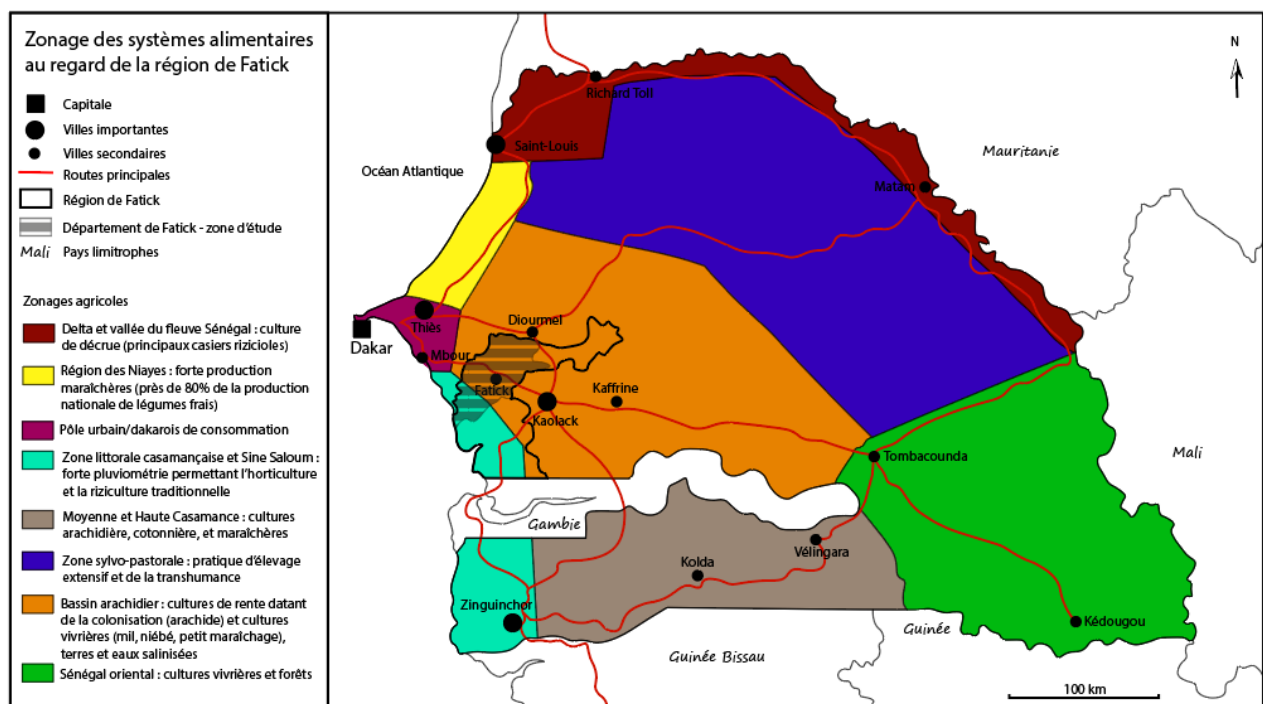 Zonage des systèmes alimentaires
au regard de la région de Fatick
Capitale
Villes importantes
Villes secondaires
Routes principales
Région de Fatick
Département de Fatick - zone d'étude
Mali Pays limitrophes
Zonages agricoles
Delta et vallée du fleuve Sénégal : culture
de décrue (principaux casiers rizicioles)
Région des Niayes : forte production
maraîchères (près de 80% de la production
nationale de légumes frais)
Pôle urbain/dakarois de consommation
Zone littorale casamançaise et Sine Saloum :
forte pluviométrie permettant l'horticulture
et la riziculture traditionnelle
Moyenne et Haute Casamance : cultures
arachidière, cotonnière, et maraîchères
Zone sylvo-pastorale : pratique d'élevage
extensif et de la transhumance
Bassin arachidier : cultures de rente datant
de la colonisation (arachide) et cultures
vivrières (mil, niébé, petit maraîchage),
terres et eaux salinisées
Sénégal oriental : cultures vivrières et forêts
N
Richard Toll
Saint-Louis
Mauritanie
Océan Atlantique
Matam
Thiès
Diourmel
Dakar
Mbour
Fatick
Kaffrine
Kaolack
Tombacounda
Mali
Gambie
Vélingara
Kolda
Zinguinchor
Kédougou
Guinée
Guinée Bissau
100 km